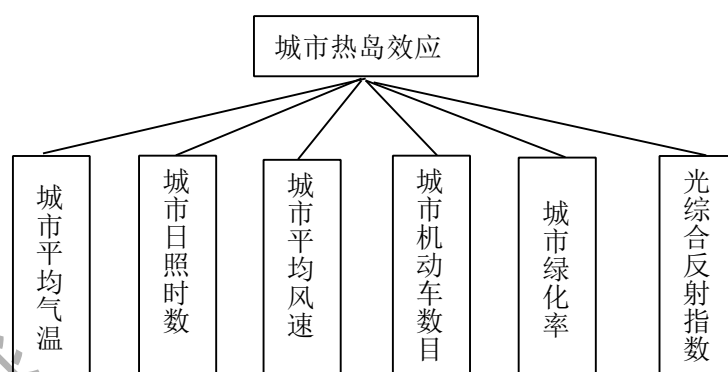 城市热岛效应
城市平均气温
城市日照时数
城市平均风速
城市机动车数目
城市绿化率
光综合反射指数